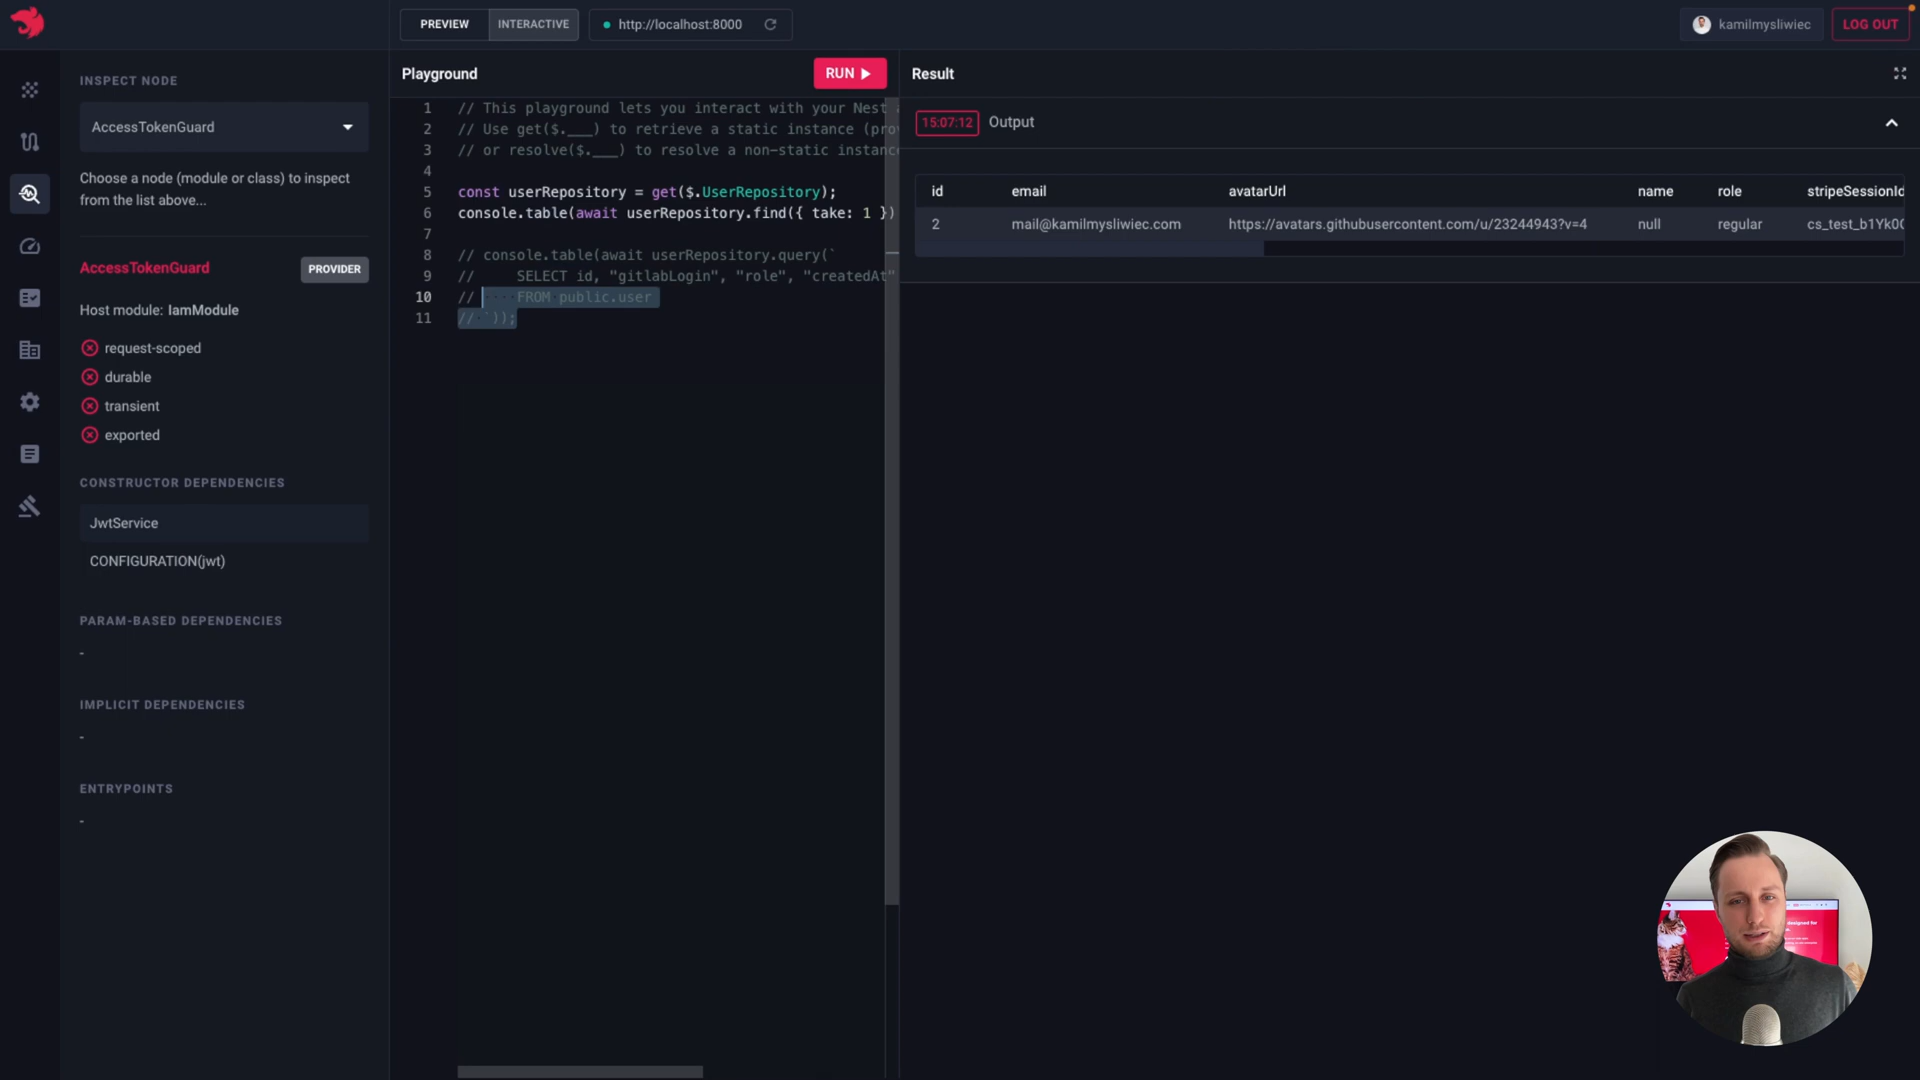 PREVIEW
INTERACTIVE
http://localhost:8000
kamilmysliwiec
LOG OUT
INSPECT NODE
AccessTokenGuard
Choose a node (module or class) to inspect
from the list above...
AccessTokenGuard
PROVIDER
Host module: IamModule
request-scoped
durable
transient
exported
CONSTRUCTOR DEPENDENCIES
JwtService
CONFIGURATION(jwt)
PARAM-BASED DEPENDENCIES
-
IMPLICIT DEPENDENCIES
-
ENTRYPOINTS
-
Playground
RUN
1 // This playground lets you interact with your Nest
2 // Use get($.___) to retrieve a static instance (pro
3 // or resolve($.___) to resolve a non-static instanc
4
5 const userRepository = get($.UserRepository);
6 console.table(await userRepository.find({ take: 1 })
7
8 // console.table(await userRepository.query(`
9 // SELECT id, "gitlabLogin", "role", "createdAt"
10 // FROM public.user
11 // `));
Result
15:07:12 Output
id email avatarUrl name role stripeSessionId
2 mail@kamilmysliwiec.com https://avatars.githubusercontent.com/u/23244943?v=4 null regular cs_test_b1Yk0